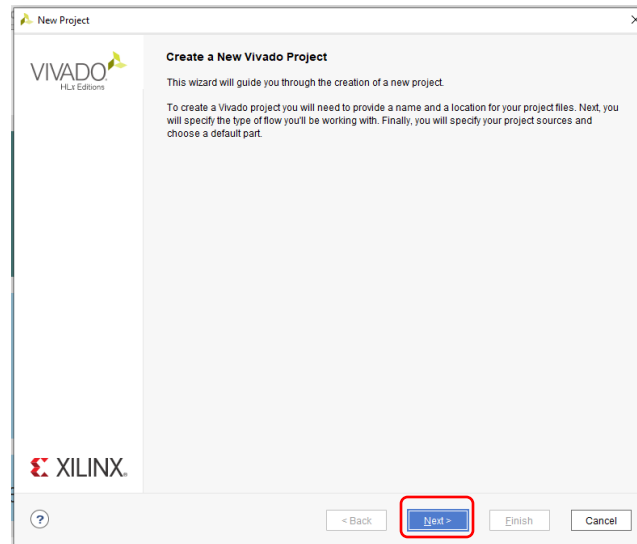 New Project
VIVADO
HLx Editions
Create a New Vivado Project
This wizard will guide you through the creation of a new project.
To create a Vivado project you will need to provide a name and a location for your project files. Next, you
will specify the type of flow you'll be working with. Finally, you will specify your project sources and
choose a default part.
XILINX.
?
< Back
Next >
Finish
Cancel